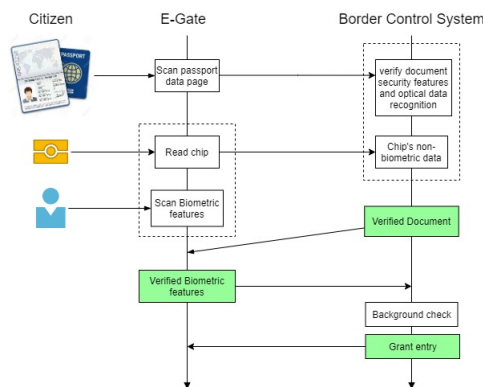 Citizen
E-Gate
Border Control System
PASSPORT
Scan passport
data page
verify document
security features
and optical data
recognition
Read chip
Chip's non-
biometric data
Scan Biometric
features
Verified Document
Verified Biometric
features
Background check
Grant entry